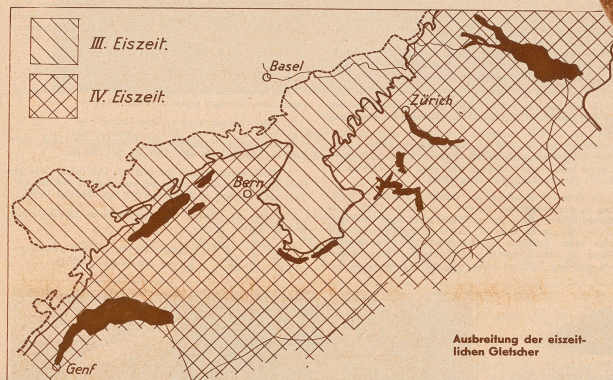 III. Eiszeit.
IV. Eiszeit.
Basel
Zürich
Bern
Genf
Ausbreitung der eiszeit-
lichen Gletscher